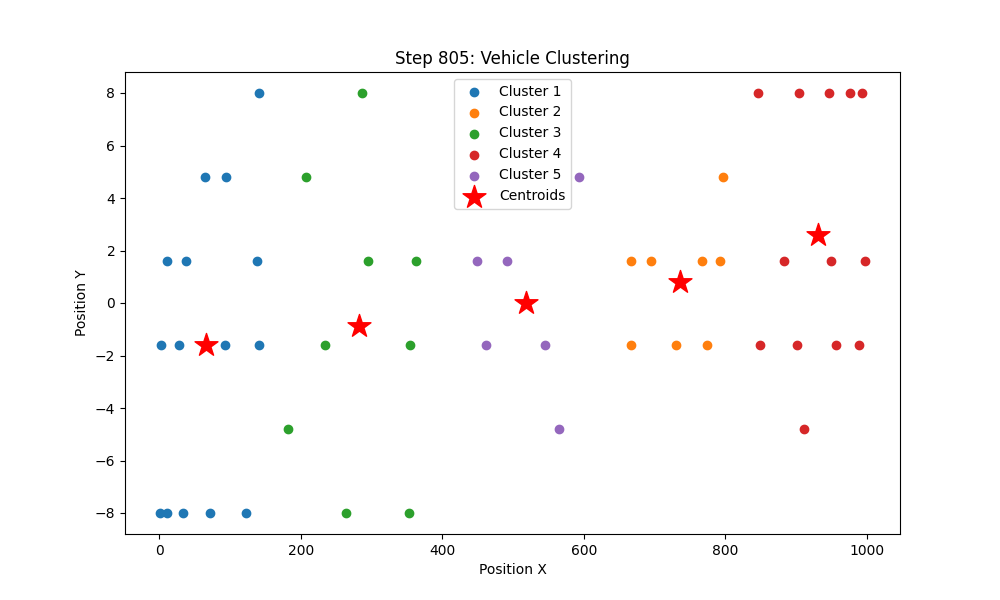 Step 805: Vehicle Clustering
Cluster 1
Cluster 2
Cluster 3
Cluster 4
Cluster 5
Centroids
Position Y
8
6
4
2
0
−2
−4
−6
−8
0 200 400 600 800 1000
Position X